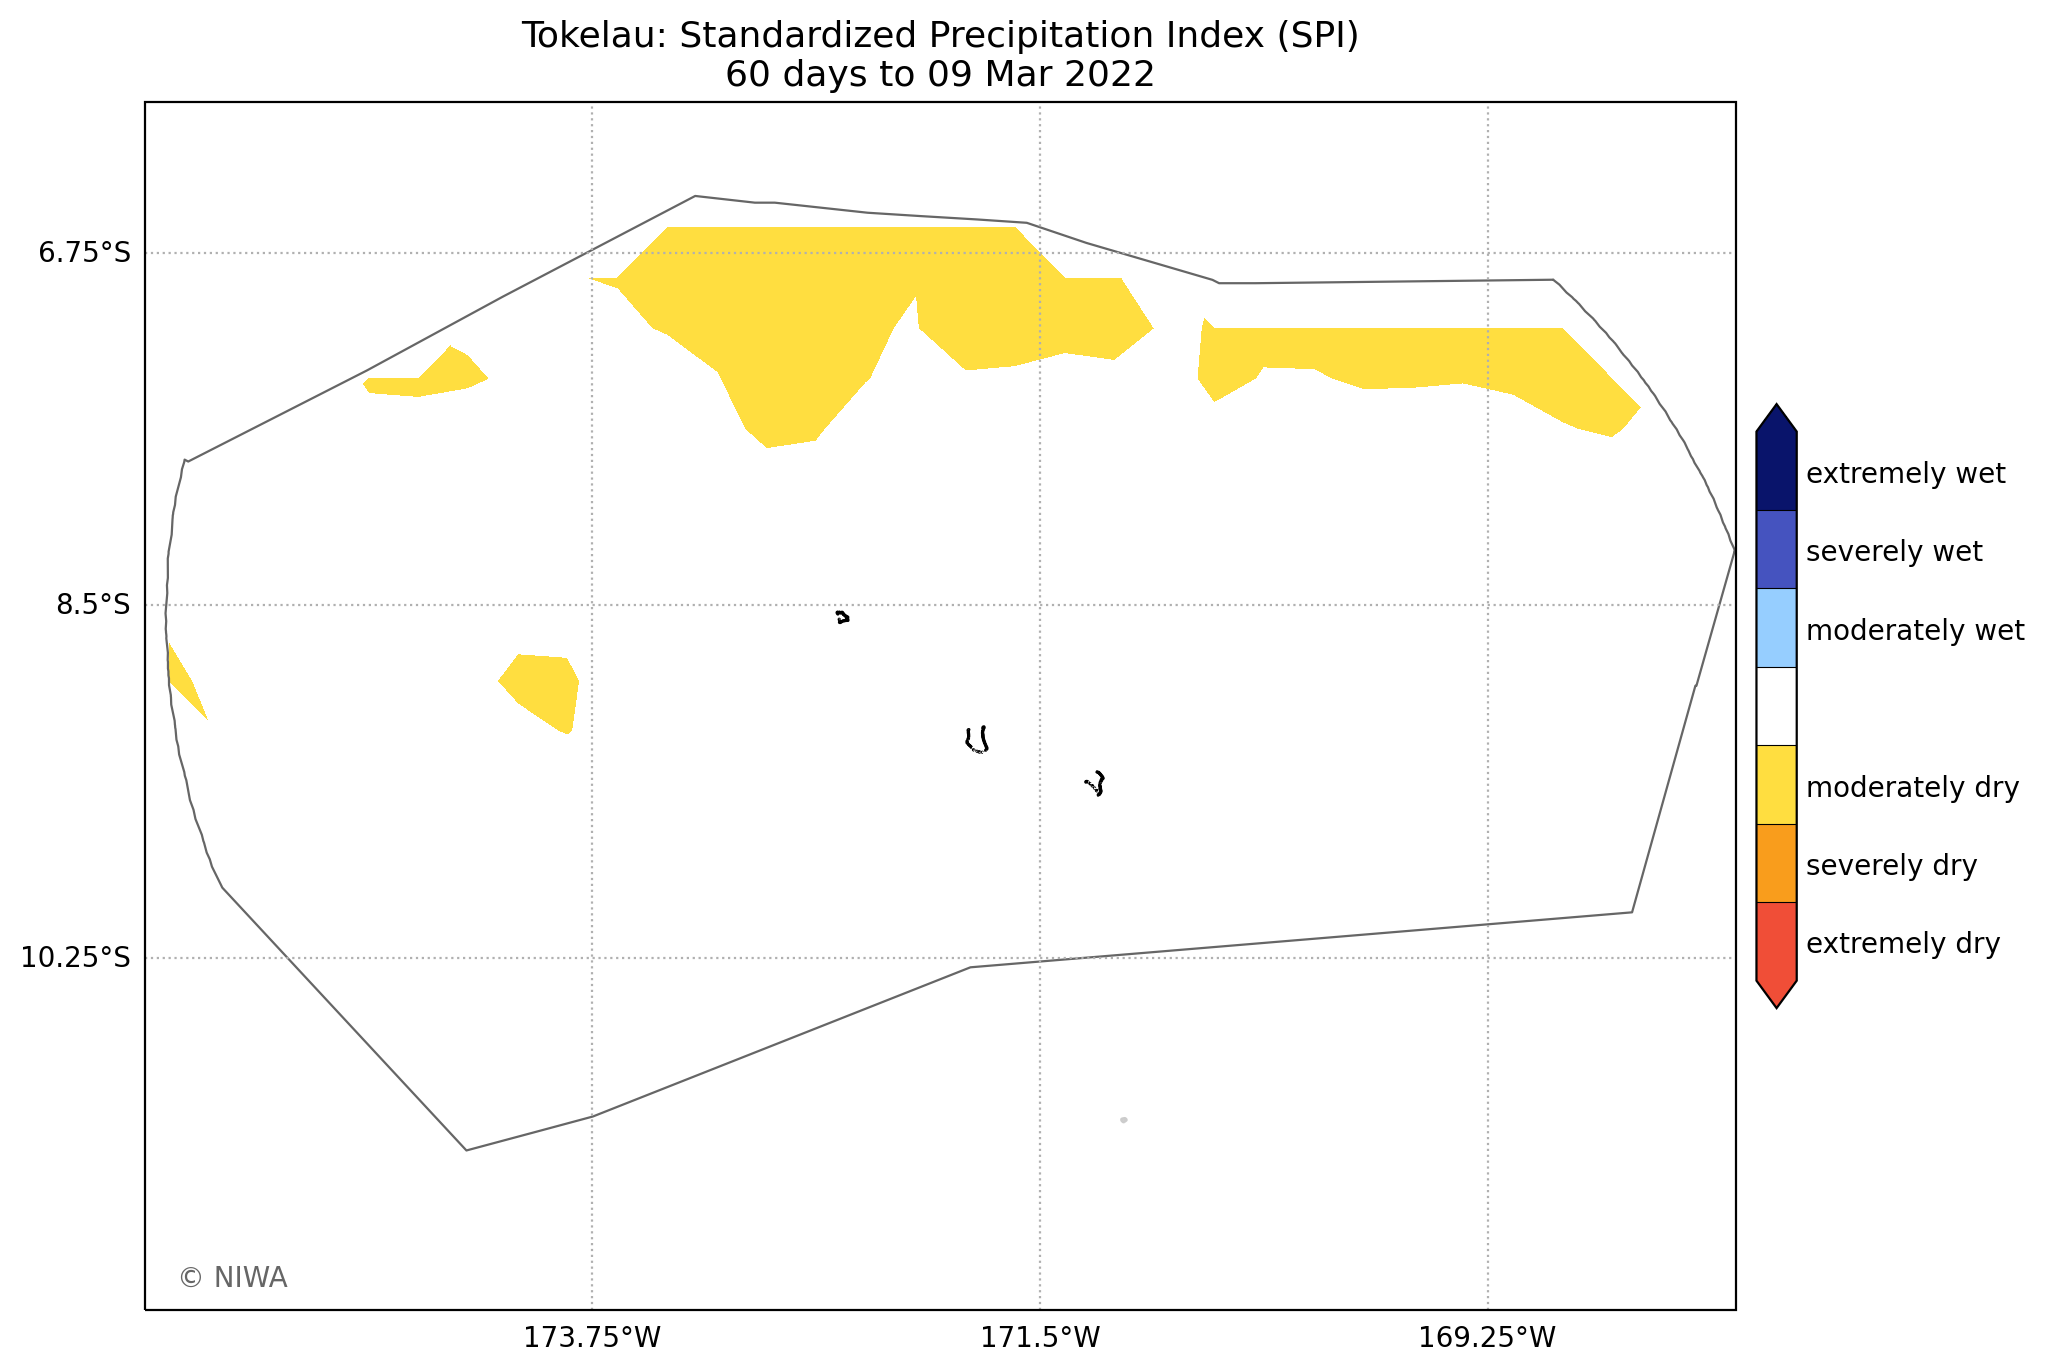 Tokelau: Standardized Precipitation Index (SPI)
60 days to 09 Mar 2022
6.75°S
8.5°S
10.25°S
173.75°W
171.5°W
169.25°W
extremely wet
severely wet
moderately wet
moderately dry
severely dry
extremely dry
© NIWA